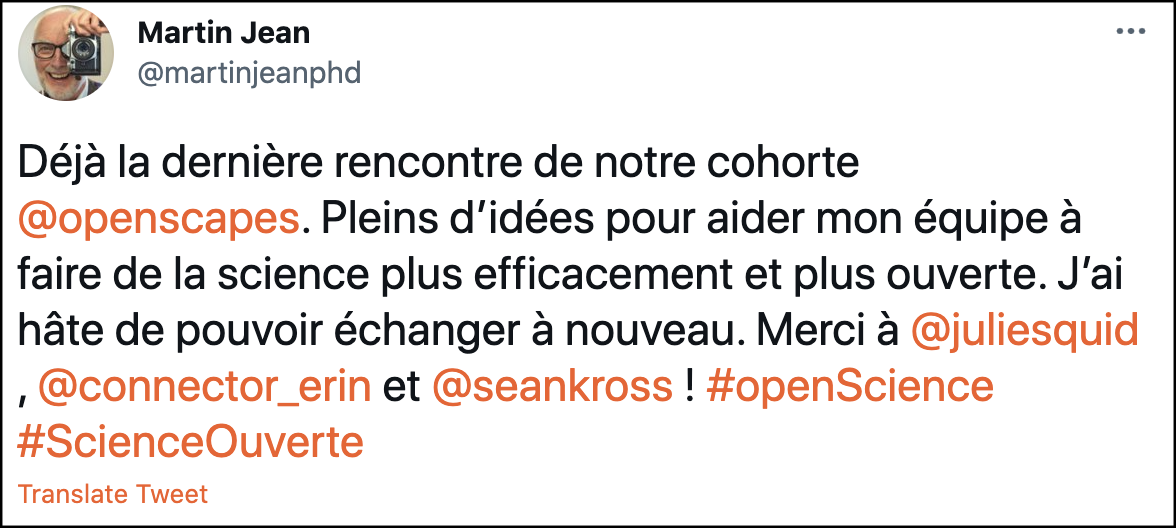 Martin Jean
@martinjeanphd
Déjà la dernière rencontre de notre cohorte
@openscapes. Pleins d’idées pour aider mon équipe à
faire de la science plus efficacement et plus ouverte. J’ai
hâte de pouvoir échanger à nouveau. Merci à @juliesquid
, @connector_erin et @seankross ! #openScience
#ScienceOuverte
Translate Tweet